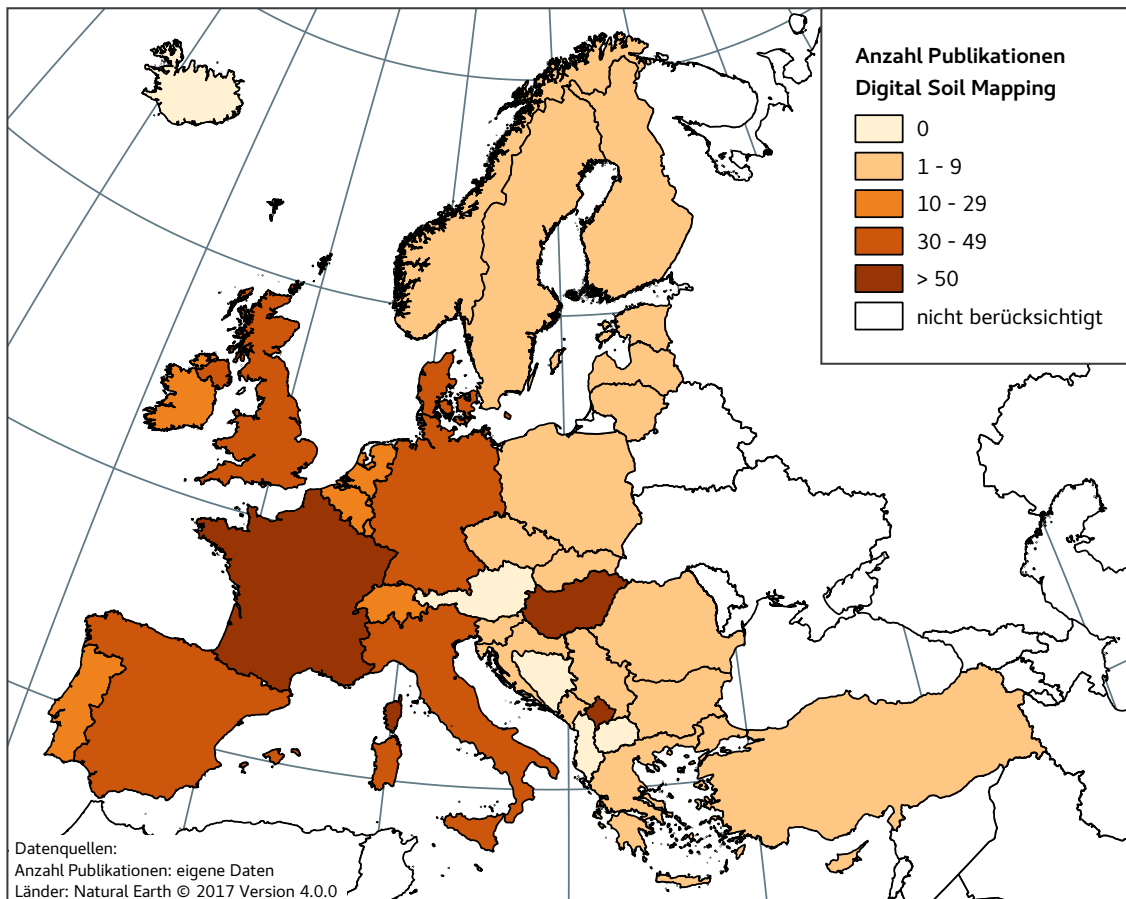 Anzahl Publikationen
Digital Soil Mapping
0
1 - 9
10 - 29
30 - 49
> 50
nicht berücksichtigt
Datenquellen:
Anzahl Publikationen: eigene Daten
Länder: Natural Earth © 2017 Version 4.0.0